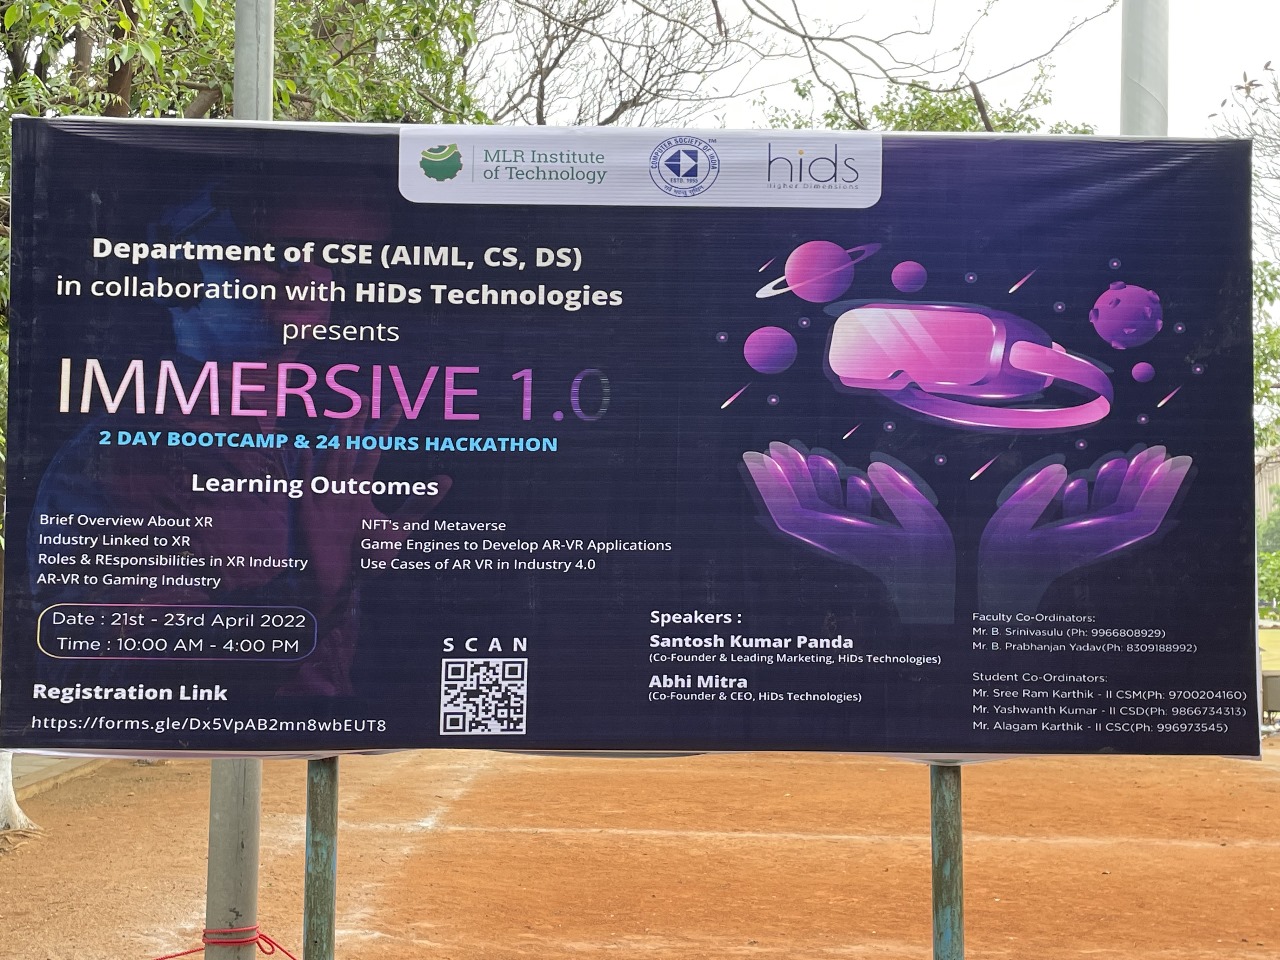 MLR Institute
of Technology
COMPUTER SOCIETY OF INDIA
TM
ESTD. 1965
hids
Higher Dimensions
Department of CSE (AIML, CS, DS)
in collaboration with HiDs Technologies
presents
IMMERSIVE 1.0
2 DAY BOOTCAMP & 24 HOURS HACKATHON
Learning Outcomes
Brief Overview About XR
Industry Linked to XR
Roles & REsponsibilities in XR Industry
AR-VR to Gaming Industry
NFT's and Metaverse
Game Engines to Develop AR-VR Applications
Use Cases of AR VR in Industry 4.0
Date : 21st - 23rd April 2022
Time : 10:00 AM - 4:00 PM
Registration Link
https://forms.gle/Dx5VpAB2mn8wbEUT8
SCAN
Speakers :
Santosh Kumar Panda
(Co-Founder & Leading Marketing, HiDs Technologies)
Abhi Mitra
(Co-Founder & CEO, HiDs Technologies)
Faculty Co-Ordinators:
Mr. B. Srinivasulu (Ph: 9966808929)
Mr. B. Prabhanjan Yadav(Ph: 8309188992)
Student Co-Ordinators:
Mr. Sree Ram Karthik - II CSM(Ph: 9700204160)
Mr. Yashwanth Kumar - II CSD(Ph: 9866734313)
Mr. Alagam Karthik - II CSC(Ph: 996973545)